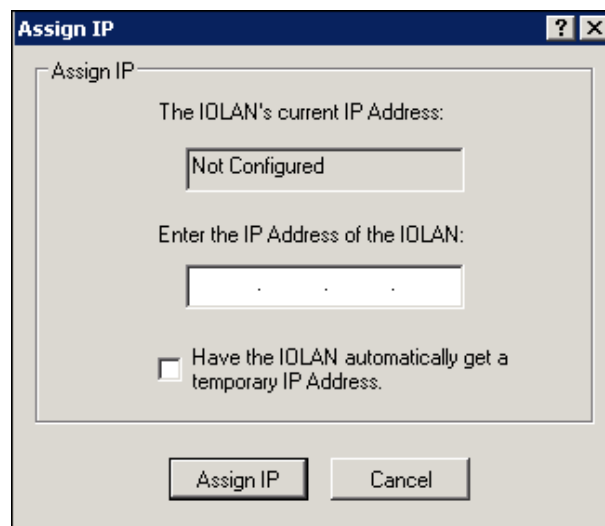 Assign IP
Assign IP
The IOLAN's current IP Address:
Not Configured
Enter the IP Address of the IOLAN:
. . .
Have the IOLAN automatically get a
temporary IP Address.
Assign IP Cancel